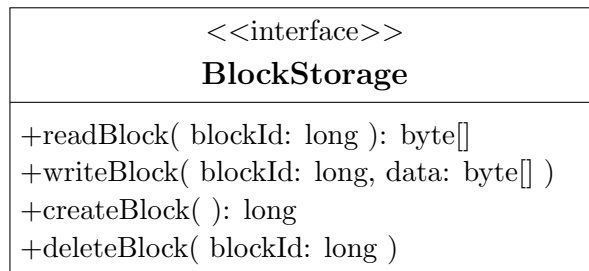 <<interface>>
BlockStorage
+readBlock( blockId: long ): byte[]
+writeBlock( blockId: long, data: byte[] )
+createBlock( ): long
+deleteBlock( blockId: long )